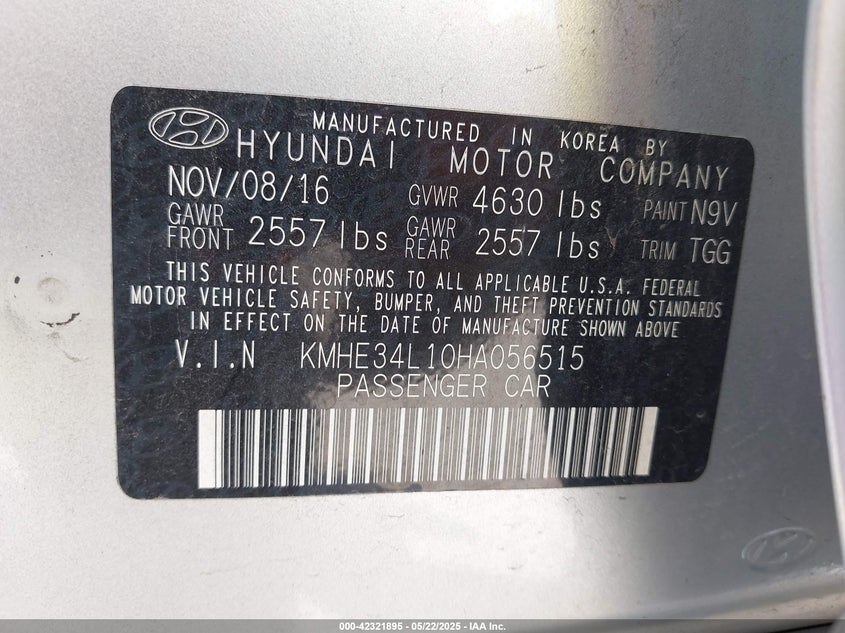 MANUFACTURED IN KOREA BY
HYUNDAI MOTOR COMPANY
NOV/08/16 GVWR 4630 lbs PAINT N9V
GAWR FRONT 2557 lbs GAWR REAR 2557 lbs TRIM TGG
THIS VEHICLE CONFORMS TO ALL APPLICABLE U.S.A. FEDERAL
MOTOR VEHICLE SAFETY, BUMPER, AND THEFT PREVENTION STANDARDS
IN EFFECT ON THE DATE OF MANUFACTURE SHOWN ABOVE
V.I.N KMHE34L10HA056515
PASSENGER CAR
000-42321895 - 05/22/2025 - IAA Inc.